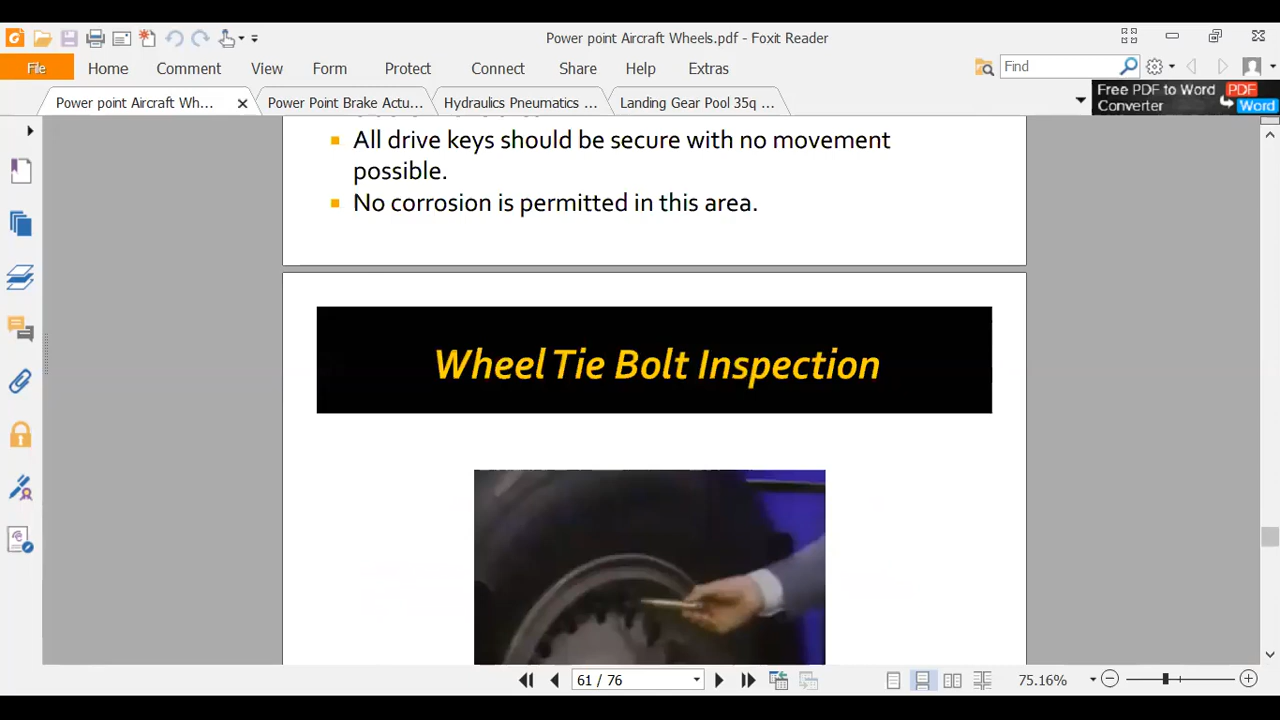 Power point Aircraft Wheels.pdf - Foxit Reader
File Home Comment View Form Protect Connect Share Help Extras Find
Power point Aircraft Wh... Power Point Brake Actu... Hydraulics Pneumatics ... Landing Gear Pool 35q ... Free PDF to Word PDF
Converter Word
All drive keys should be secure with no movement
possible.
No corrosion is permitted in this area.
Wheel Tie Bolt Inspection
61 / 76 75.16%